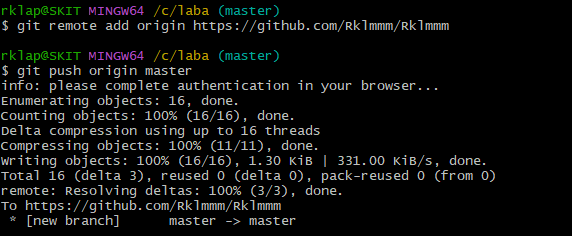 rklap@SKIT MINGW64 /c/laba (master)
$ git remote add origin https://github.com/Rklmmm/Rklmmm
rklap@SKIT MINGW64 /c/laba (master)
$ git push origin master
info: please complete authentication in your browser...
Enumerating objects: 16, done.
Counting objects: 100% (16/16), done.
Delta compression using up to 16 threads
Compressing objects: 100% (11/11), done.
Writing objects: 100% (16/16), 1.30 KiB | 331.00 KiB/s, done.
Total 16 (delta 3), reused 0 (delta 0), pack-reused 0 (from 0)
remote: Resolving deltas: 100% (3/3), done.
To https://github.com/Rklmmm/Rklmmm
 * [new branch]      master -> master